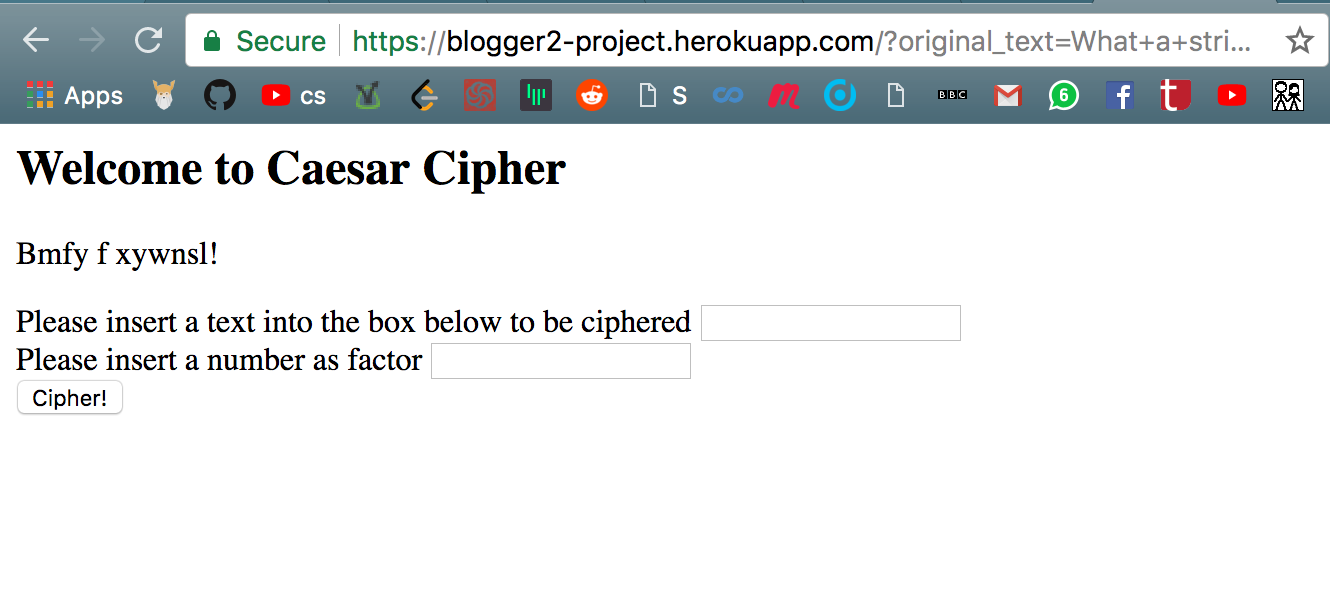 Secure https://blogger2-project.herokuapp.com/?original_text=What+a+stri...
Apps cs S BBC 6
Welcome to Caesar Cipher
Bmfy f xywnsl!
Please insert a text into the box below to be ciphered
Please insert a number as factor
Cipher!